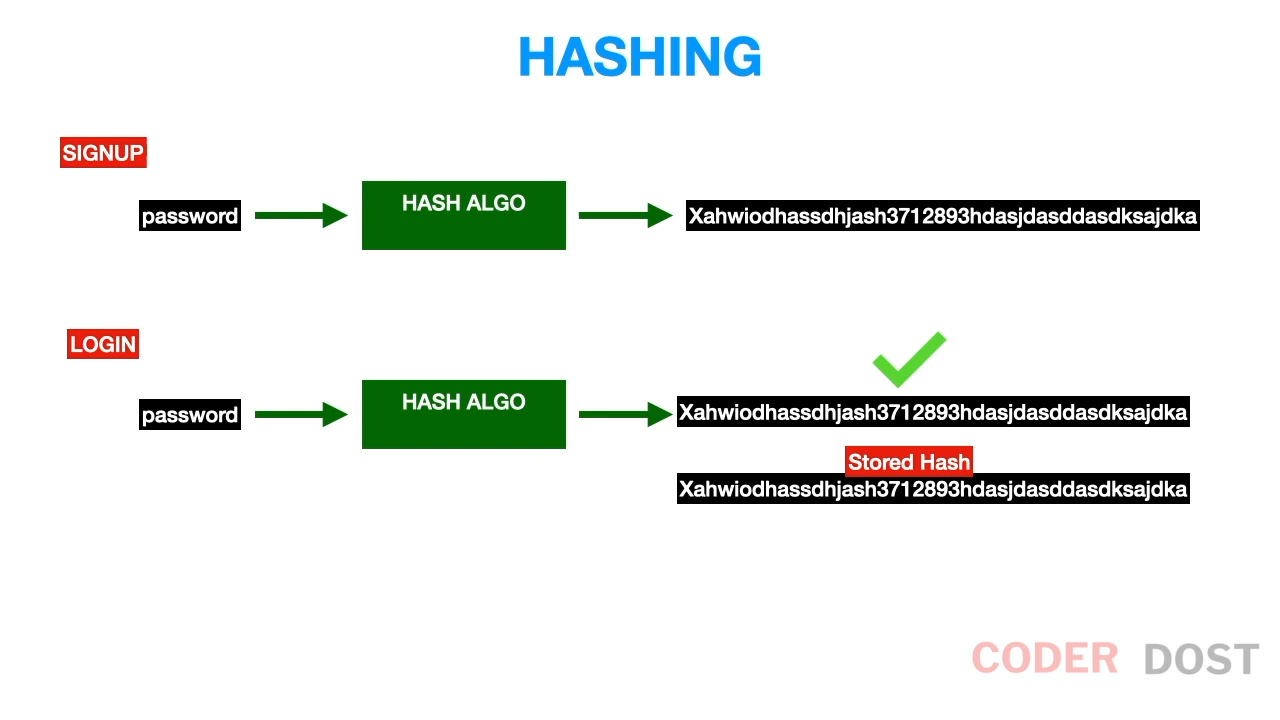 HASHING
SIGNUP
password
HASH ALGO
Xahwiodhassdhjash3712893hdasjdasddasdksajdka
LOGIN
password
HASH ALGO
Xahwiodhassdhjash3712893hdasjdasddasdksajdka
Stored Hash
Xahwiodhassdhjash3712893hdasjdasddasdksajdka
CODER DOST